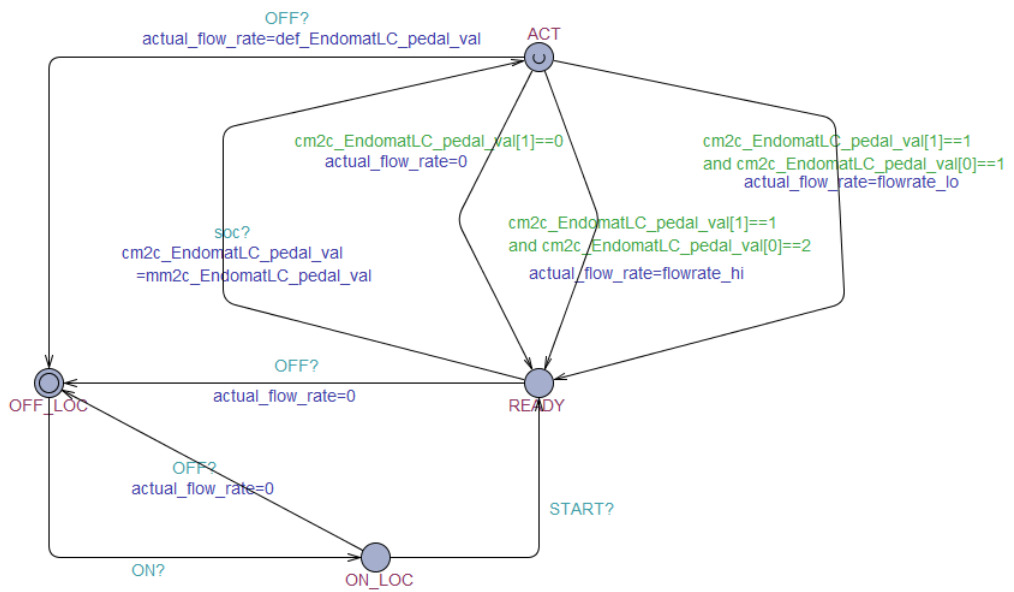 OFF?
actual_flow_rate=def_EndomatLC_pedal_val
ACT
cm2c_EndomatLC_pedal_val[1]==0
actual_flow_rate=0
cm2c_EndomatLC_pedal_val[1]==1
and cm2c_EndomatLC_pedal_val[0]==1
actual_flow_rate=flowrate_lo
soc?
cm2c_EndomatLC_pedal_val
=mm2c_EndomatLC_pedal_val
cm2c_EndomatLC_pedal_val[1]==1
and cm2c_EndomatLC_pedal_val[0]==2
actual_flow_rate=flowrate_hi
OFF?
actual_flow_rate=0
OFF_LOC
READY
OFF?
actual_flow_rate=0
START?
ON?
ON_LOC